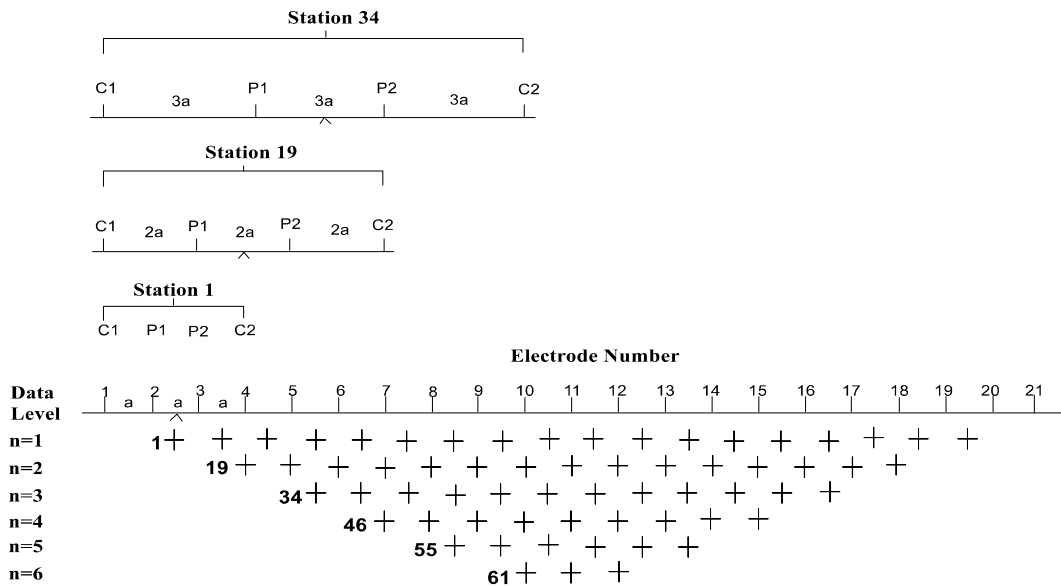 Station 34
C1 P1 P2 C2
3a 3a 3a
Station 19
C1 2a P1 2a P2 2a C2
Station 1
C1 P1 P2 C2
Electrode Number
Data Level
1 2 3 4 5 6 7 8 9 10 11 12 13 14 15 16 17 18 19 20 21
a a a
n=1 1
n=2 19
n=3 34
n=4 46
n=5 55
n=6 61